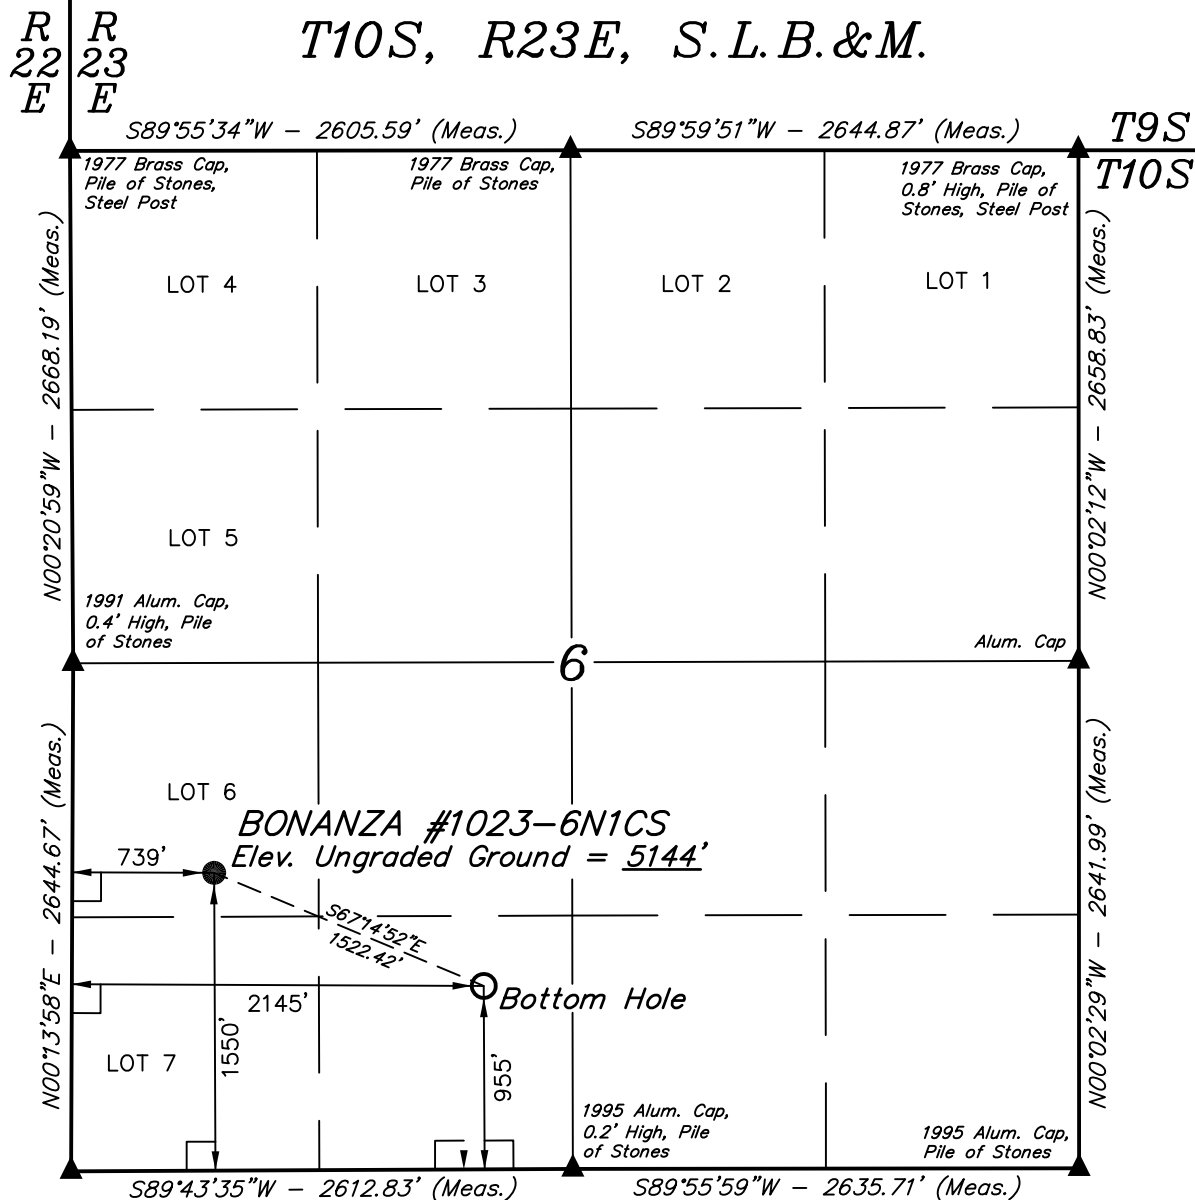 R R
22 23
E E
T10S, R23E, S.L.B.&M.
S89°55'34"W - 2605.59' (Meas.)
S89°59'51"W - 2644.87' (Meas.)
T9S
T10S
1977 Brass Cap,
Pile of Stones,
Steel Post
1977 Brass Cap,
Pile of Stones
1977 Brass Cap,
0.8' High, Pile of
Stones, Steel Post
N00°20'59"W - 2668.19' (Meas.)
N00°02'12"W - 2658.83' (Meas.)
LOT 4
LOT 3
LOT 2
LOT 1
LOT 5
1991 Alum. Cap,
0.4' High, Pile
of Stones
Alum. Cap
6
N00°13'58"E - 2644.67' (Meas.)
N00°02'29"W - 2641.99' (Meas.)
LOT 6
BONANZA #1023-6N1CS
Elev. Ungraded Ground = 5144'
739'
S67°14'52"E
1522.42'
2145'
Bottom Hole
1550'
955'
LOT 7
1995 Alum. Cap,
0.2' High, Pile
of Stones
1995 Alum. Cap,
Pile of Stones
S89°43'35"W - 2612.83' (Meas.)
S89°55'59"W - 2635.71' (Meas.)